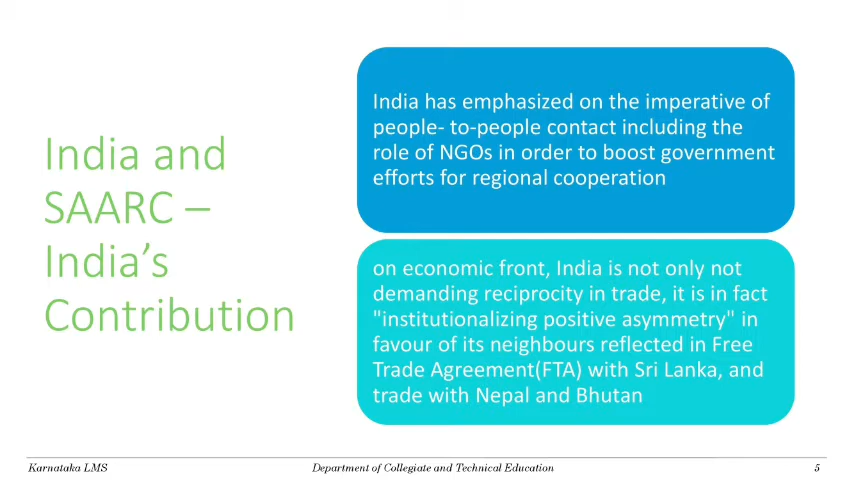 India and
SAARC –
India’s
Contribution
India has emphasized on the imperative of
people- to-people contact including the
role of NGOs in order to boost government
efforts for regional cooperation
on economic front, India is not only not
demanding reciprocity in trade, it is in fact
"institutionalizing positive asymmetry" in
favour of its neighbours reflected in Free
Trade Agreement(FTA) with Sri Lanka, and
trade with Nepal and Bhutan
Karnataka LMS
Department of Collegiate and Technical Education
5